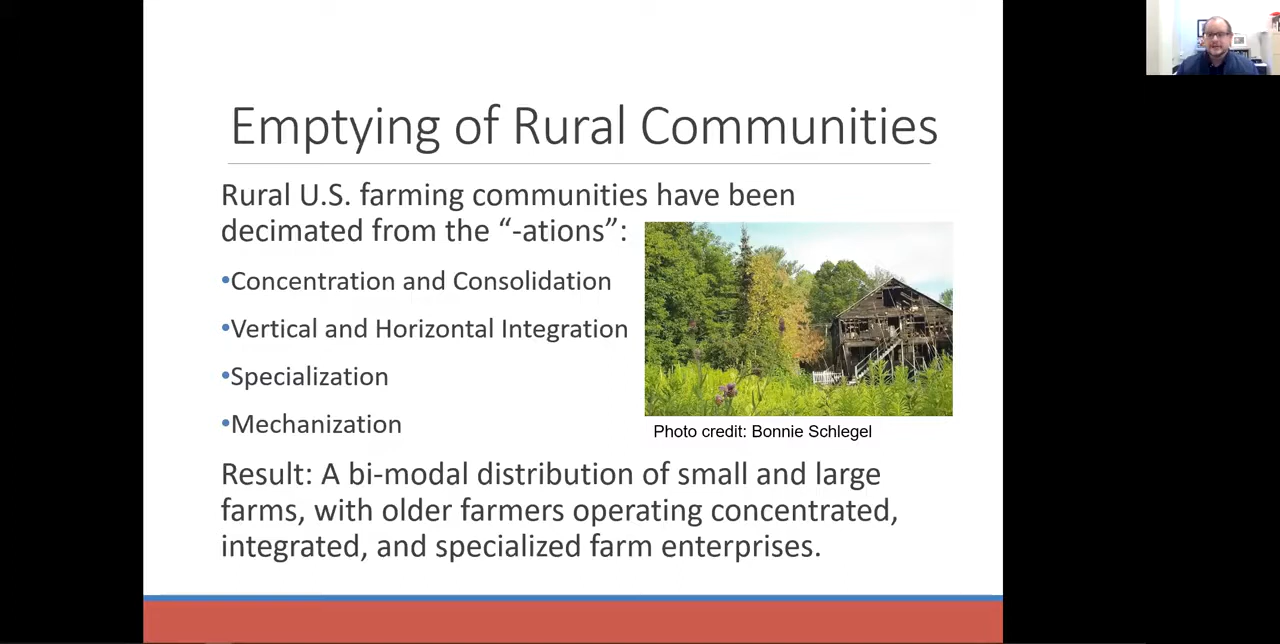 Emptying of Rural Communities
Rural U.S. farming communities have been
decimated from the “-ations”:
•Concentration and Consolidation
•Vertical and Horizontal Integration
•Specialization
•Mechanization
Photo credit: Bonnie Schlegel
Result: A bi-modal distribution of small and large
farms, with older farmers operating concentrated,
integrated, and specialized farm enterprises.